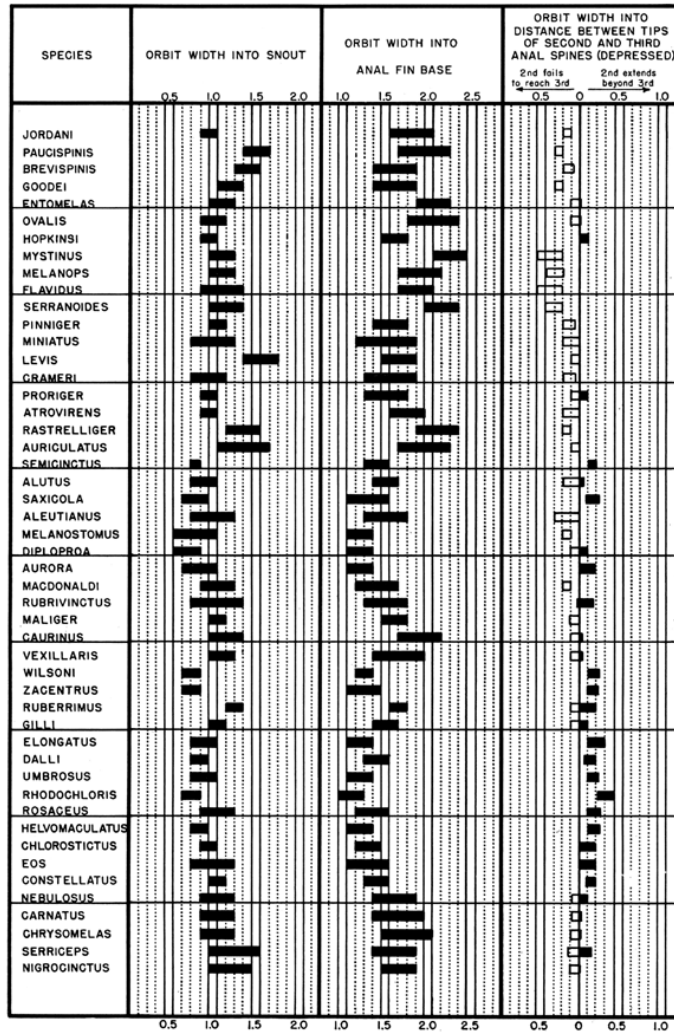 SPECIES
ORBIT WIDTH INTO SNOUT
ORBIT WIDTH INTO
ANAL FIN BASE
ORBIT WIDTH INTO
DISTANCE BETWEEN TIPS
OF SECOND AND THIRD
ANAL SPINES (DEPRESSED)
2nd fails
to reach 3rd
2nd extends
beyond 3rd
0.5 1.0 1.5 2.0
1.0 1.5 2.0 2.5
0.5 0 0.5 1.0
JORDANI
PAUCISPINIS
BREVISPINIS
GOODEI
ENTOMELAS
OVALIS
HOPKINSI
MYSTINUS
MELANOPS
FLAVIDUS
SERRANOIDES
PINNIGER
MINIATUS
LEVIS
CRAMERI
PRORIGER
ATROVIRENS
RASTRELLIGER
AURICULATUS
SEMICINCTUS
ALUTUS
SAXICOLA
ALEUTIANUS
MELANOSTOMUS
DIPLOPROA
AURORA
MACDONALDI
RUBRIVINCTUS
MALIGER
CAURINUS
VEXILLARIS
WILSONI
ZACENTRUS
RUBERRIMUS
GILLI
ELONGATUS
DALLI
UMBROSUS
RHODOCHLORIS
ROSACEUS
HELVOMACULATUS
CHLOROSTICTUS
EOS
CONSTELLATUS
NEBULOSUS
CARNATUS
CHRYSOMELAS
SERRICEPS
NIGROCINCTUS
0.5 1.0 1.5 2.0
1.0 1.5 2.0 2.5
0.5 0 0.5 1.0